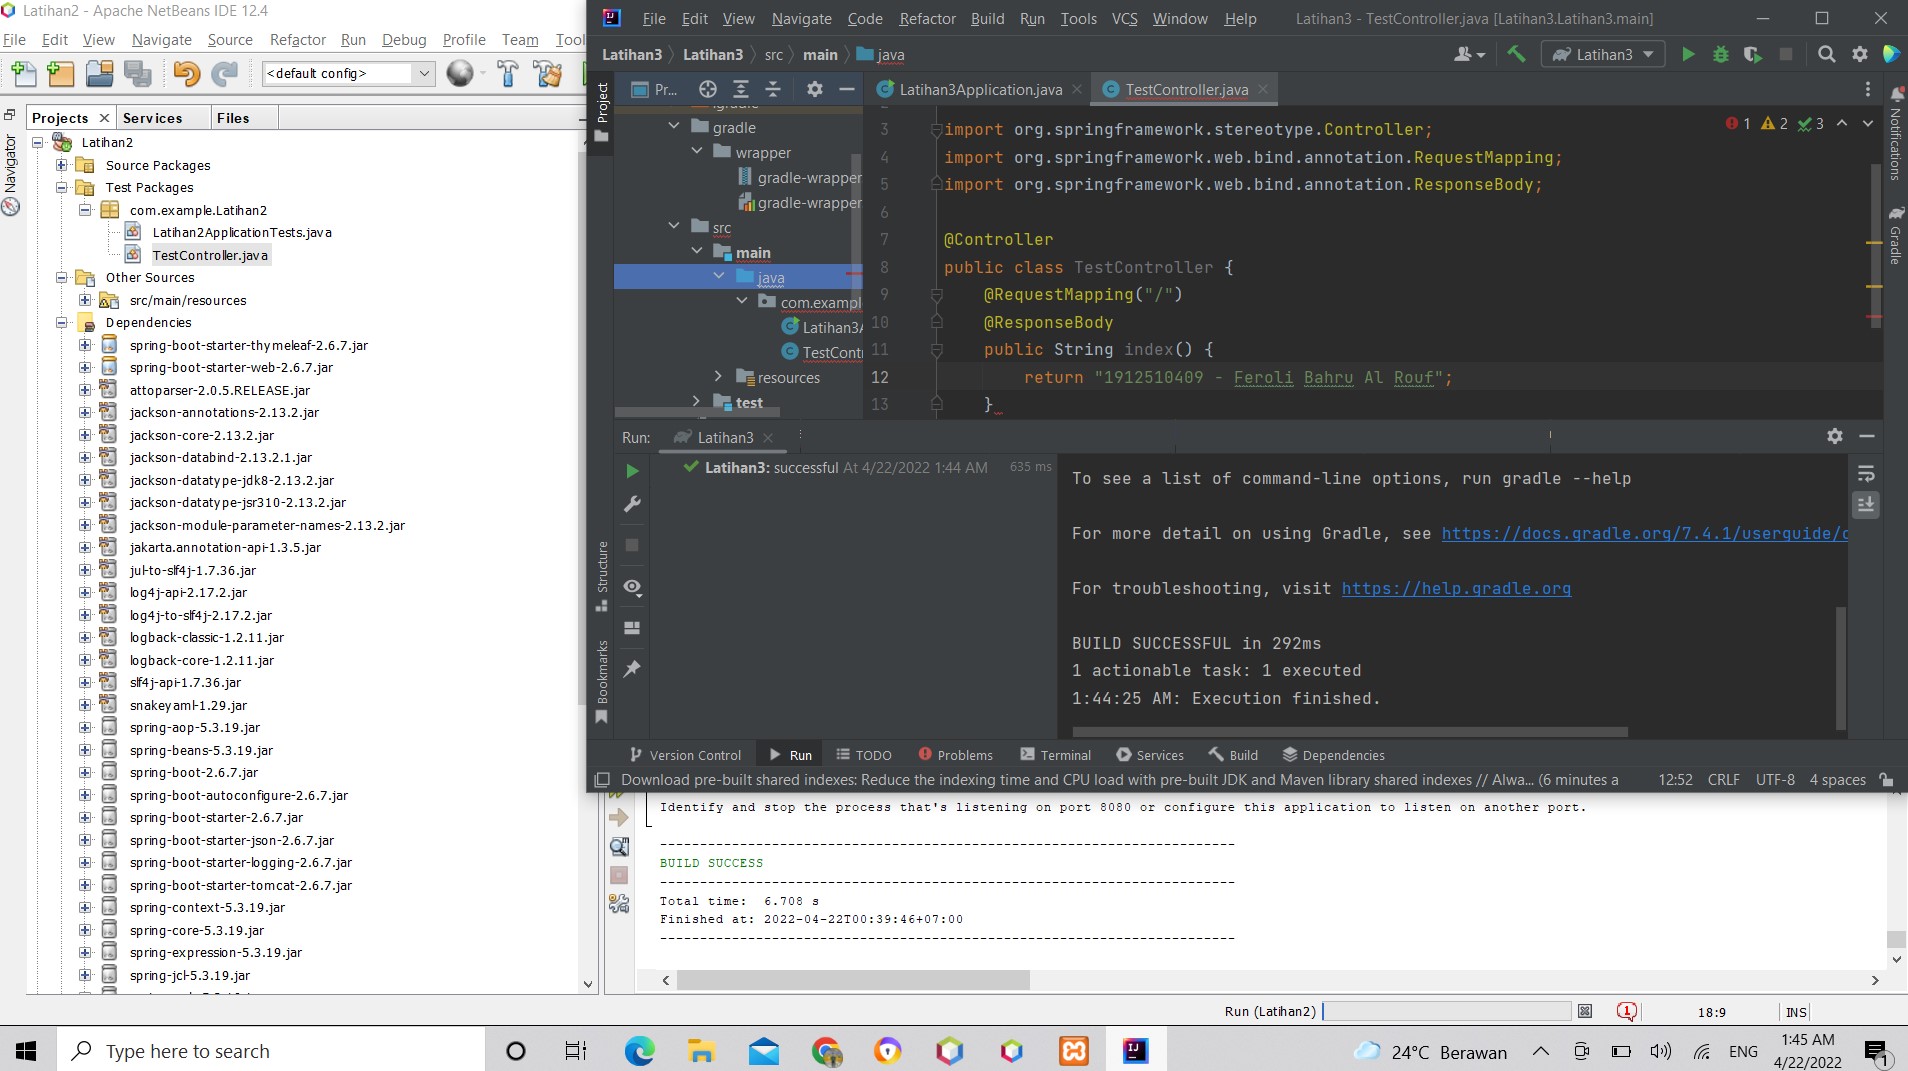 Latihan2 - Apache NetBeans IDE 12.4
File Edit View Navigate Source Refactor Run Debug Profile Team Tool
<default config>
Projects Services Files
Navigator
Latihan2
Source Packages
Test Packages
com.example.Latihan2
Latihan2ApplicationTests.java
TestController.java
Other Sources
src/main/resources
Dependencies
spring-boot-starter-thymeleaf-2.6.7.jar
spring-boot-starter-web-2.6.7.jar
attoparser-2.0.5.RELEASE.jar
jackson-annotations-2.13.2.jar
jackson-core-2.13.2.jar
jackson-databind-2.13.2.1.jar
jackson-datatype-jdk8-2.13.2.jar
jackson-datatype-jsr310-2.13.2.jar
jackson-module-parameter-names-2.13.2.jar
jakarta.annotation-api-1.3.5.jar
jul-to-slf4j-1.7.36.jar
log4j-api-2.17.2.jar
log4j-to-slf4j-2.17.2.jar
logback-classic-1.2.11.jar
logback-core-1.2.11.jar
slf4j-api-1.7.36.jar
snakeyaml-1.29.jar
spring-aop-5.3.19.jar
spring-beans-5.3.19.jar
spring-boot-2.6.7.jar
spring-boot-autoconfigure-2.6.7.jar
spring-boot-starter-2.6.7.jar
spring-boot-starter-json-2.6.7.jar
spring-boot-starter-logging-2.6.7.jar
spring-boot-starter-tomcat-2.6.7.jar
spring-context-5.3.19.jar
spring-core-5.3.19.jar
spring-expression-5.3.19.jar
spring-jcl-5.3.19.jar
File Edit View Navigate Code Refactor Build Run Tools VCS Window Help Latihan3 - TestController.java [Latihan3.Latihan3.main]
Latihan3 Latihan3 src main java Latihan3
Project
Pr...
Latihan3Application.java TestController.java
gradle
wrapper
gradle-wrapper
gradle-wrapper
src
main
java
com.exampl
Latihan3A
TestContr
resources
test
3 import org.springframework.stereotype.Controller;
4 import org.springframework.web.bind.annotation.RequestMapping;
5 import org.springframework.web.bind.annotation.ResponseBody;
6
7 @Controller
8 public class TestController {
9 @RequestMapping("/")
10 @ResponseBody
11 public String index() {
12 return "1912510409 - Feroli Bahru Al Rouf";
13 }
1 2 3
Notifications
Gradle
Run: Latihan3
Latihan3: successful At 4/22/2022 1:44 AM 635 ms
To see a list of command-line options, run gradle --help
For more detail on using Gradle, see https://docs.gradle.org/7.4.1/userguide/c
For troubleshooting, visit https://help.gradle.org
BUILD SUCCESSFUL in 292ms
1 actionable task: 1 executed
1:44:25 AM: Execution finished.
Structure
Bookmarks
Version Control Run TODO Problems Terminal Services Build Dependencies
Download pre-built shared indexes: Reduce the indexing time and CPU load with pre-built JDK and Maven library shared indexes // Alwa... (6 minutes a 12:52 CRLF UTF-8 4 spaces
Identify and stop the process that's listening on port 8080 or configure this application to listen on another port.
------------------------------------------------------------------------
BUILD SUCCESS
------------------------------------------------------------------------
Total time:  6.708 s
Finished at: 2022-04-22T00:39:46+07:00
------------------------------------------------------------------------
Run (Latihan2) 1 18:9 INS
Type here to search
24°C Berawan ENG 1:45 AM
4/22/2022
1